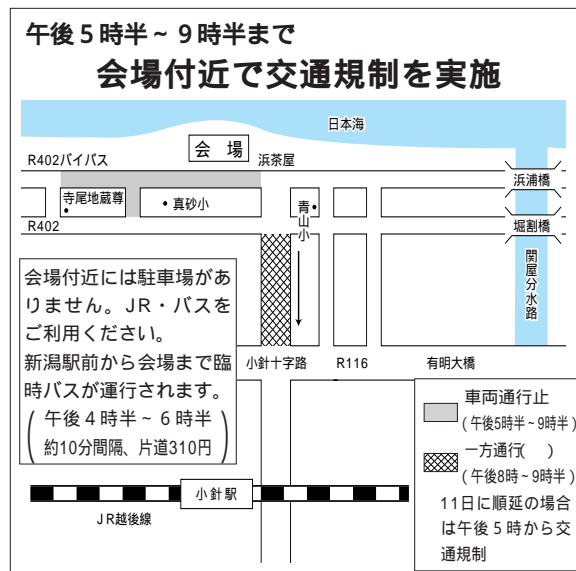 午後5時半~9時半まで
会場付近で交通規制を実施
日本海
会 場
R402バイパス
浜茶屋
浜浦橋
寺尾地蔵尊
真砂小
青山小
R402
堀割橋
関屋分水路
会場付近には駐車場があ
りません。JR・バスを
ご利用ください。
新潟駅前から会場まで臨
時バスが運行されます。
(午後4時半~6時半
約10分間隔、片道310円)
小針十字路
R116
有明大橋
車両通行止
(午後5時半~9時半)
一方通行( )
(午後8時~9時半)
11日に順延の場合
は午後5時から交
通規制
小針駅
JR越後線